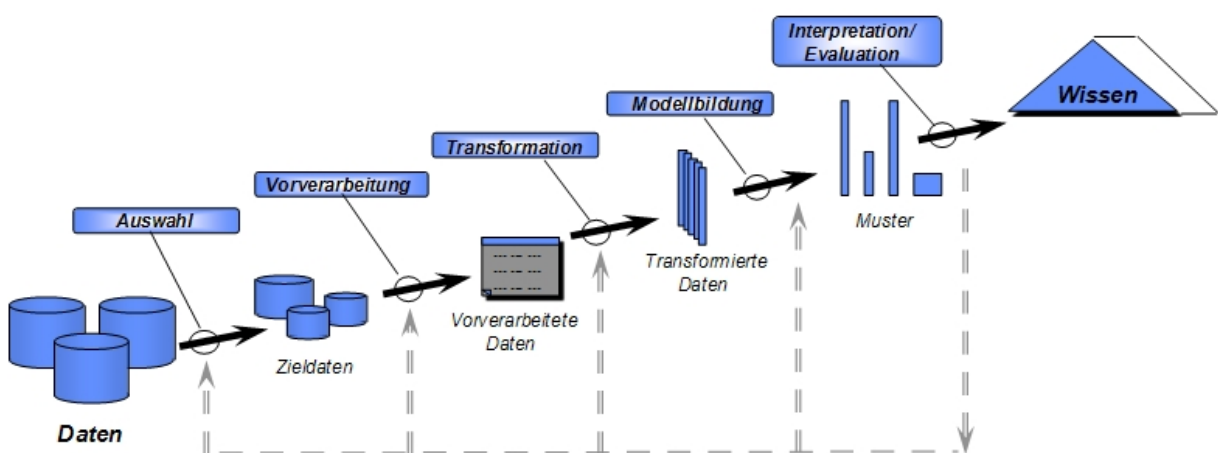 Interpretation/
Evaluation
Wissen
Modellbildung
Transformation
Vorverarbeitung
Auswahl
Muster
Transformierte
Daten
Vorverarbeitete
Daten
Zieldaten
Daten